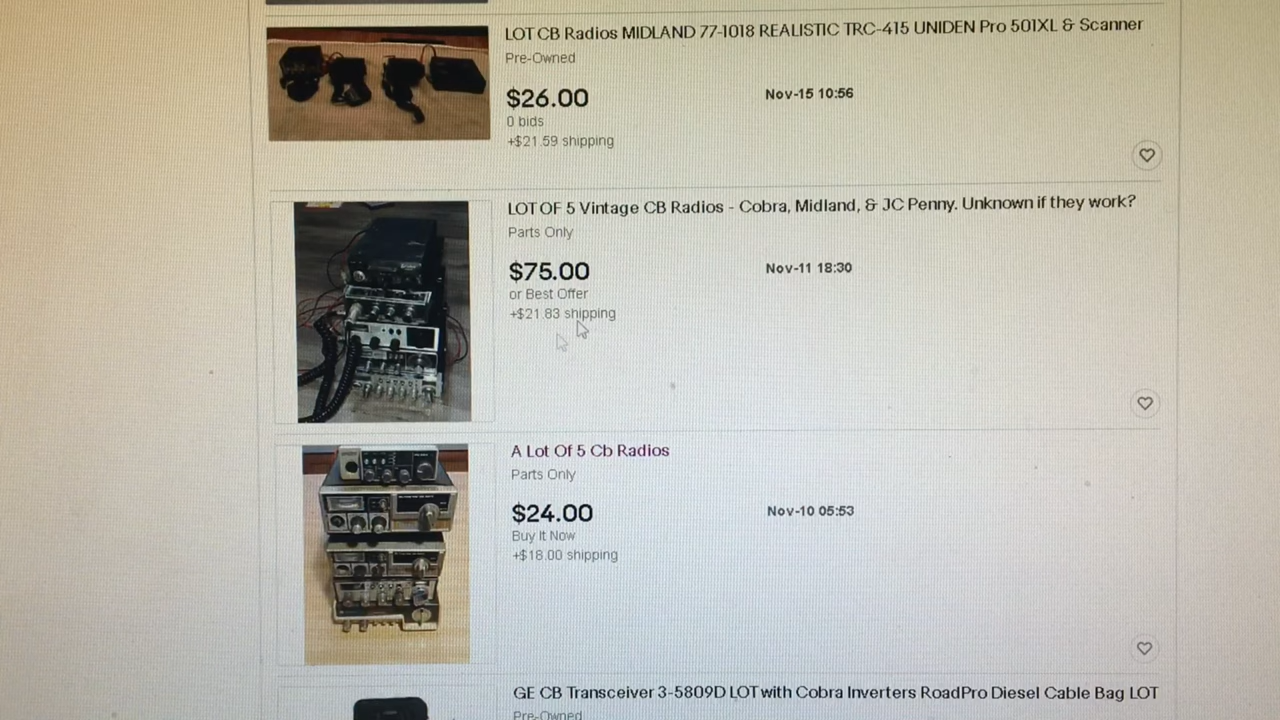 LOT CB Radios MIDLAND 77-1018 REALISTIC TRC-415 UNIDEN Pro 501XL & Scanner
Pre-Owned
$26.00
Nov-15 10:56
0 bids
+$21.59 shipping
LOT OF 5 Vintage CB Radios - Cobra, Midland, & JC Penny. Unknown if they work?
Parts Only
$75.00
Nov-11 18:30
or Best Offer
+$21.83 shipping
A Lot Of 5 Cb Radios
Parts Only
$24.00
Nov-10 05:53
Buy It Now
+$18.00 shipping
GE CB Transceiver 3-5809D LOT with Cobra Inverters RoadPro Diesel Cable Bag LOT
Pre-Owned